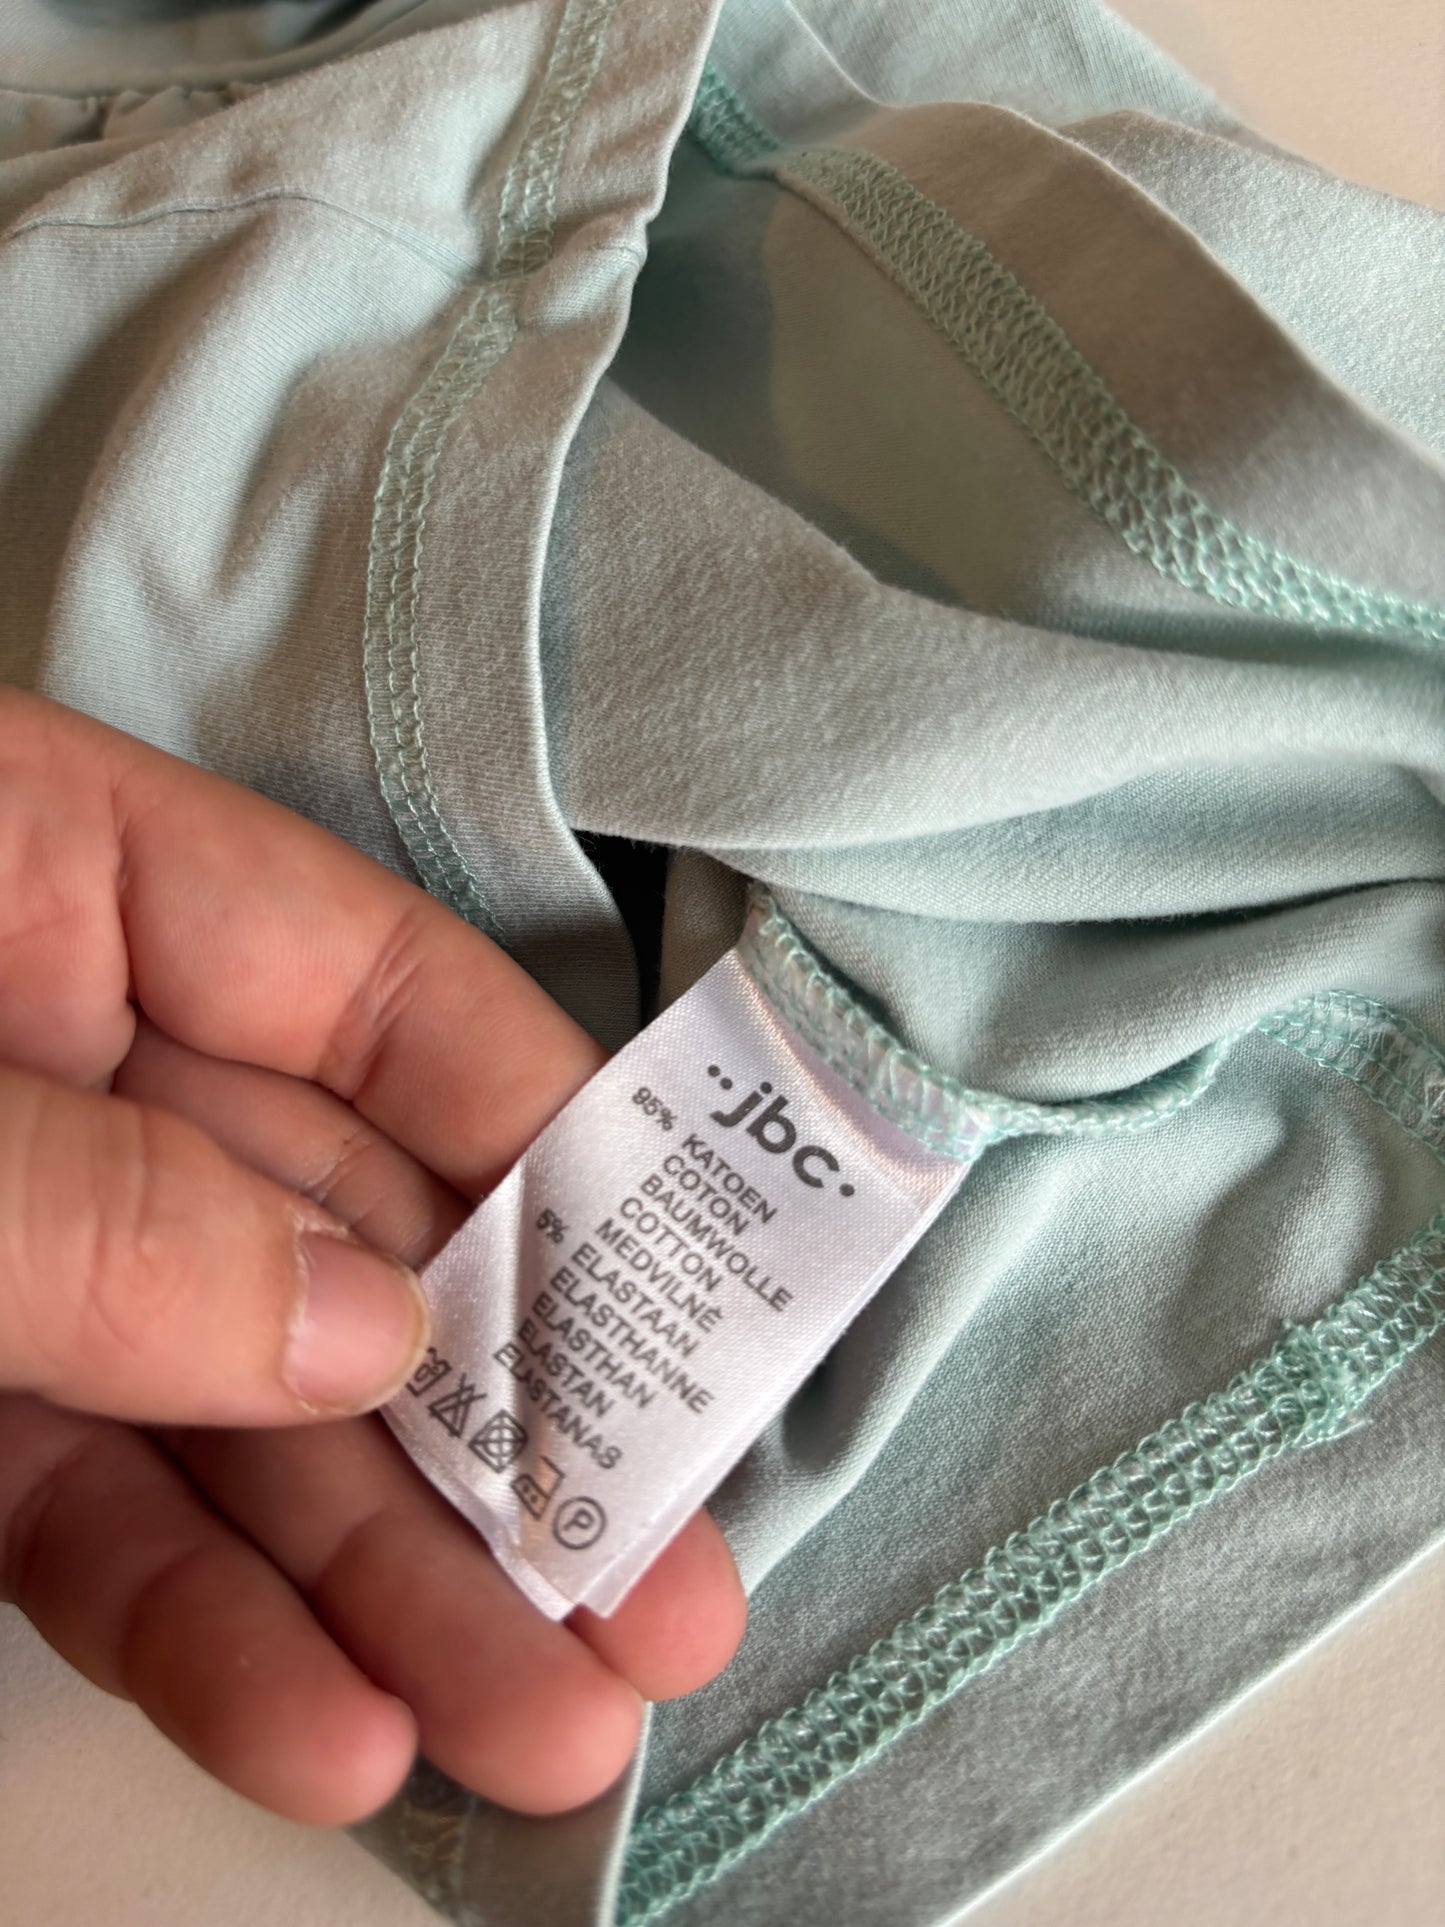 ..jbc.
95% KATOEN
COTON
BAUMWOLLE
COTTON
MEDVILNĖ
5% ELASTAAN
ELASTHANNE
ELASTHAN
ELASTAN
ELASTANAS
P